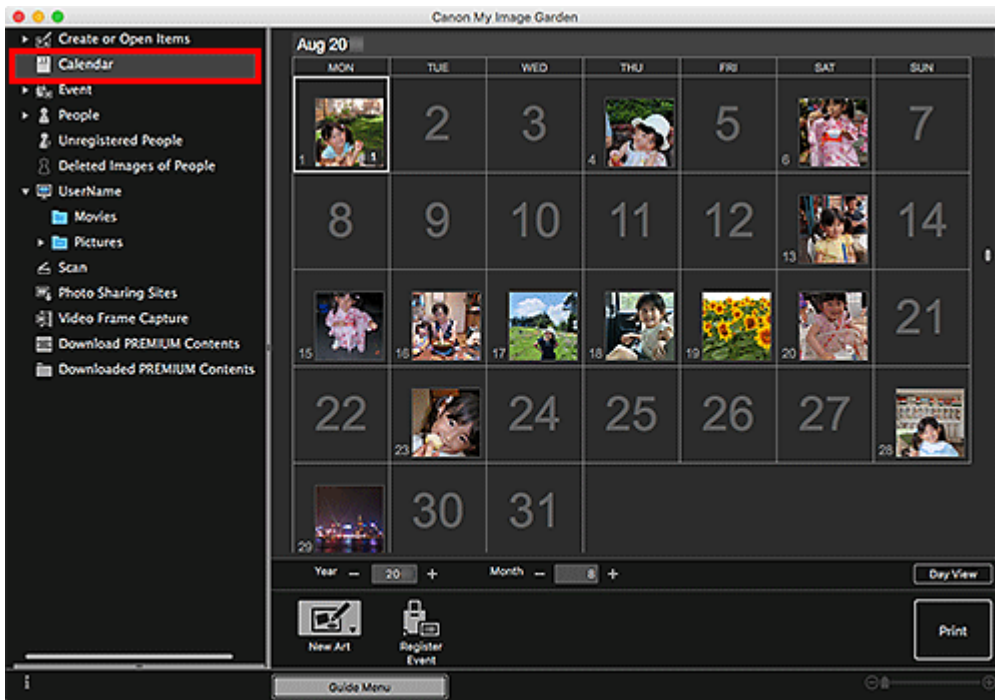 Canon My Image Garden
Create or Open Items
Calendar
Event
People
Unregistered People
Deleted Images of People
UserName
Movies
Pictures
Scan
Photo Sharing Sites
Video Frame Capture
Download PREMIUM Contents
Downloaded PREMIUM Contents
Aug 20
MON TUE WED THU FRI SAT SUN
1 1 2 3 4 5 6 7
8 9 10 11 12 13 14
15 16 17 18 19 20 21
22 23 24 25 26 27 28
29 30 31
Year − 20 + Month − 8 + Day View
New Art
Register
Event
Print
Guide Menu